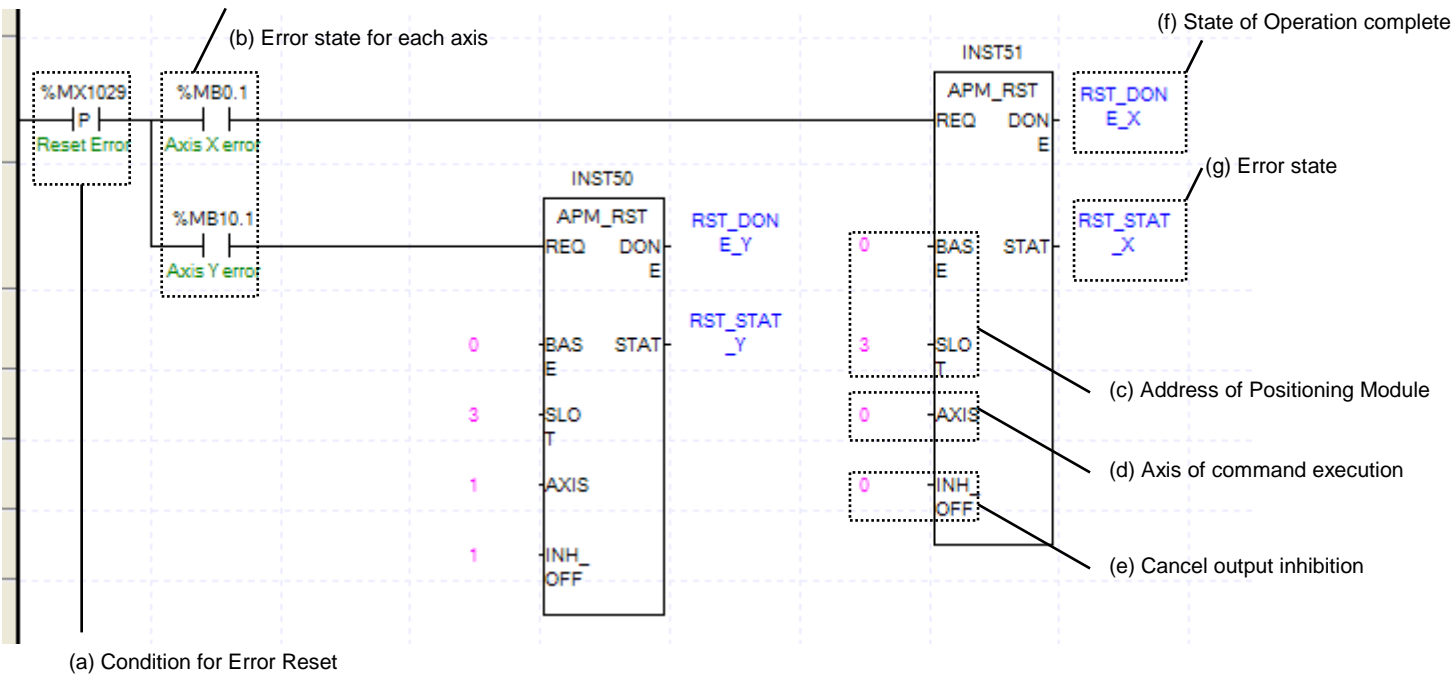 (f) State of Operation complete
(b) Error state for each axis
INST51
%MX1029
%MB0.1
APM_RST
RST_DON
E_X
P
REQ
DON
E
Reset Error
Axis X error
(g) Error state
INST50
%MB10.1
APM_RST
RST_DON
E_Y
RST_STAT
_X
REQ
DON
E
0
BAS
E
STAT
Axis Y error
RST_STAT
_Y
0
BAS
E
STAT
3
SLO
T
(c) Address of Positioning Module
3
SLO
T
0
AXIS
(d) Axis of command execution
1
AXIS
0
INH_
OFF
1
INH_
OFF
(e) Cancel output inhibition
(a) Condition for Error Reset